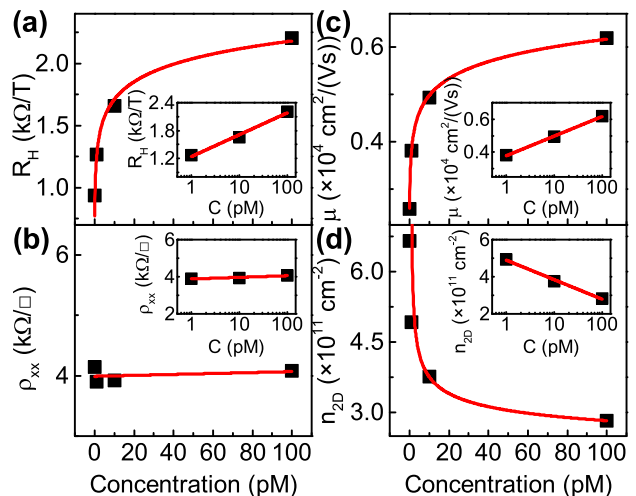 (a)
R_H (kΩ/T)
2.25
1.75
1.50
1.0
R_H (kΩ/T)
2.4
1.8
1.2
1 10 100
C (pM)
(c)
μ (×10⁴ cm²/(Vs))
0.6
0.4
μ (×10⁴ cm²/(Vs))
0.6
0.4
1 10 100
C (pM)
(b)
ρ_xx (kΩ/□)
6
4
ρ_xx (kΩ/□)
6
4
2
1 10 100
C (pM)
0 20 40 60 80 100
Concentration (pM)
(d)
n_2D (×10¹¹ cm⁻²)
6.0
4.5
3.0
n_2D (×10¹¹ cm⁻²)
6
4
2
1 10 100
C (pM)
0 20 40 60 80 100
Concentration (pM)